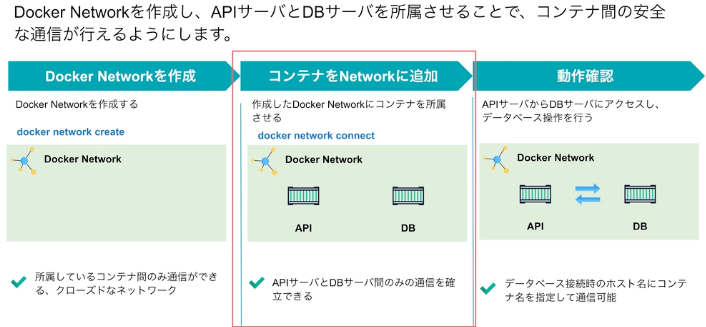 Docker Networkを作成し、APIサーバとDBサーバを所属させることで、コンテナ間の安全
な通信が行えるようにします。
Docker Networkを作成
コンテナをNetworkに追加
動作確認
Docker Networkを作成する
docker network create
Docker Network
所属しているコンテナ間のみ通信ができ
る、クローズドなネットワーク
作成したDocker Networkにコンテナを所属
させる
docker network connect
Docker Network
API
DB
APIサーバとDBサーバ間のみの通信を確
立できる
APIサーバからDBサーバにアクセスし、
データベース操作を行う
Docker Network
API
DB
データベース接続時のホスト名にコンテ
ナ名を指定して通信可能